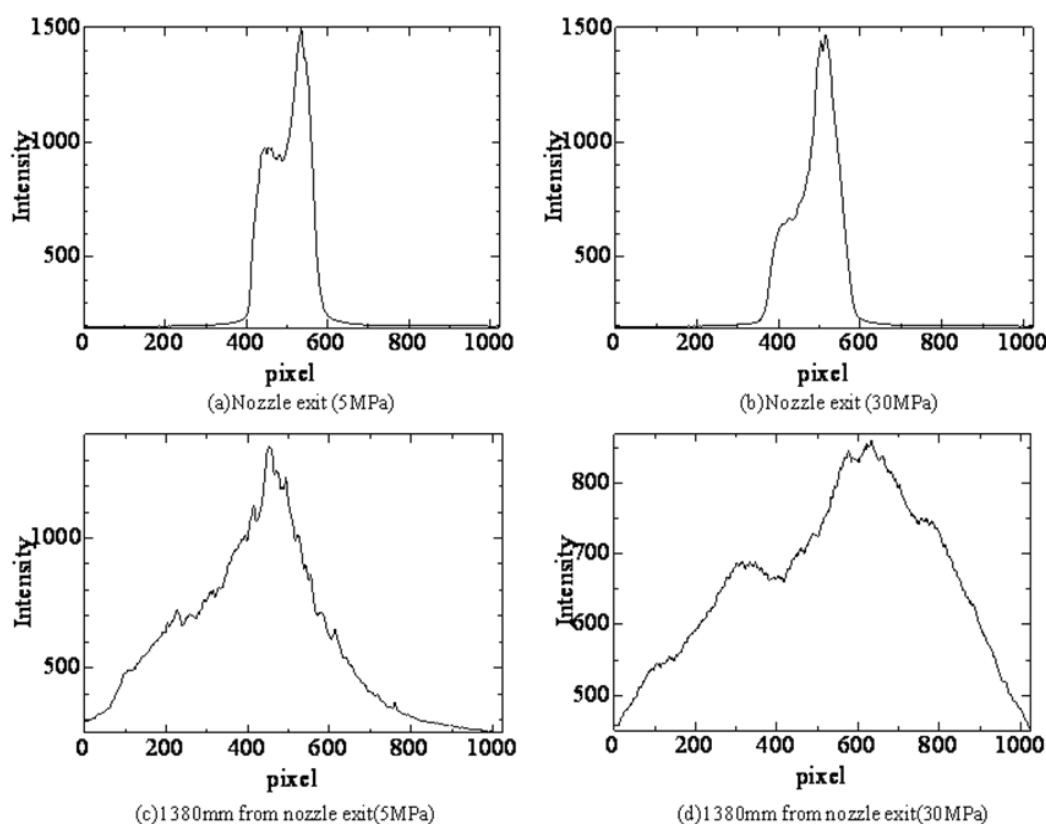 1500
1000
500
Intensity
0 200 400 600 800 1000
pixel
(a)Nozzle exit (5MPa)
1500
1000
500
Intensity
0 200 400 600 800 1000
pixel
(b)Nozzle exit (30MPa)
1000
500
Intensity
0 200 400 600 800 1000
pixel
(c)1380mm from nozzle exit(5MPa)
800
700
600
500
Intensity
0 200 400 600 800 1000
pixel
(d)1380mm from nozzle exit(30MPa)